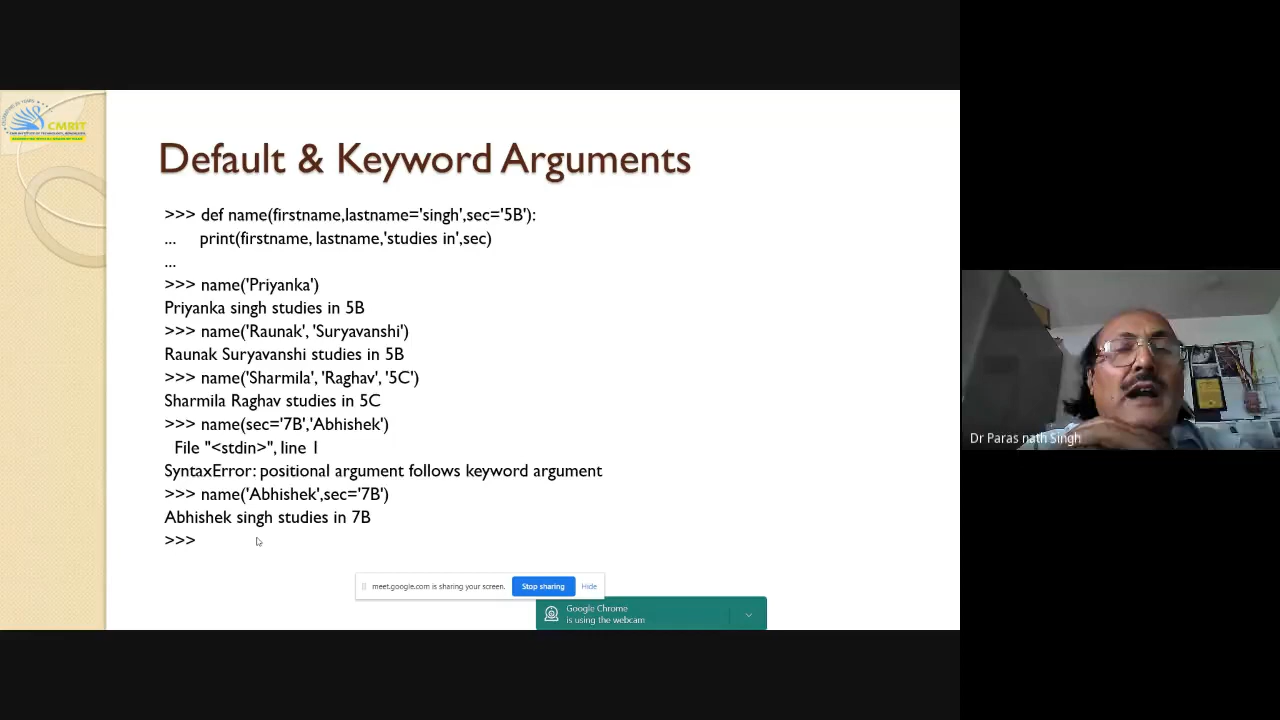 CMRIT
Default & Keyword Arguments
>>> def name(firstname,lastname='singh',sec='5B'):
... print(firstname, lastname,'studies in',sec)
...
>>> name('Priyanka')
Priyanka singh studies in 5B
>>> name('Raunak', 'Suryavanshi')
Raunak Suryavanshi studies in 5B
>>> name('Sharmila', 'Raghav', '5C')
Sharmila Raghav studies in 5C
>>> name(sec='7B','Abhishek')
File "<stdin>", line 1
SyntaxError: positional argument follows keyword argument
>>> name('Abhishek',sec='7B')
Abhishek singh studies in 7B
>>>
meet.google.com is sharing your screen. Stop sharing Hide
Google Chrome
is using the webcam
Dr Paras nath Singh